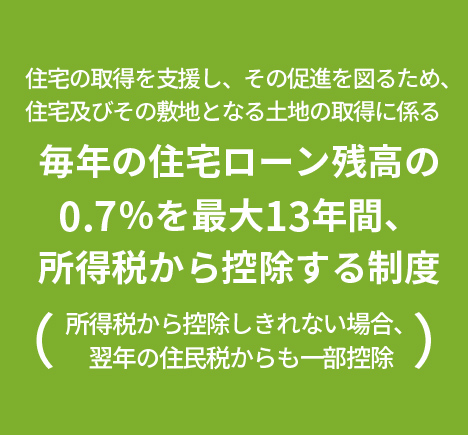 住宅の取得を支援し、その促進を図るため、
住宅及びその敷地となる土地の取得に係る
毎年の住宅ローン残高の
0.7%を最大13年間、
所得税から控除する制度
(所得税から控除しきれない場合、
翌年の住民税からも一部控除)